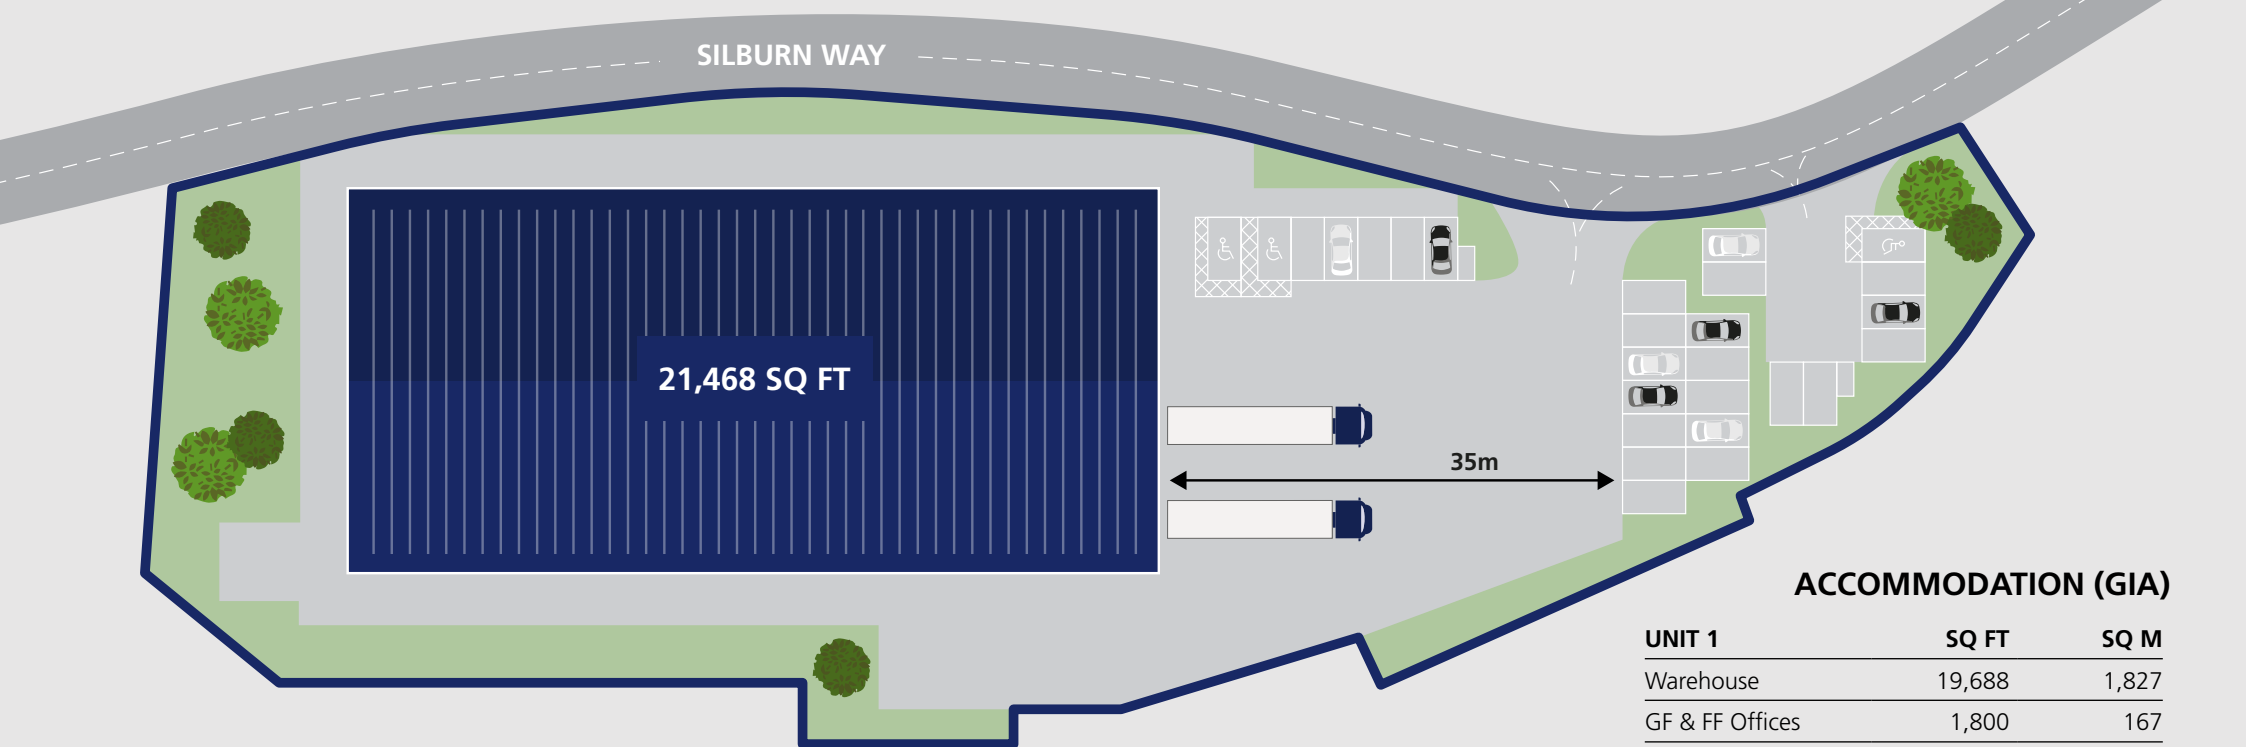 SILBURN WAY
21,468 SQ FT
35m
ACCOMMODATION (GIA)
UNIT 1 SQ FT SQ M
Warehouse 19,688 1,827
GF & FF Offices 1,800 167